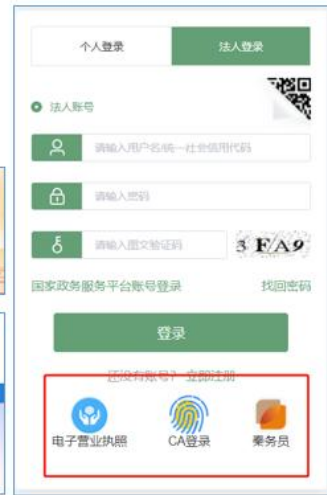 个人登录 法人登录
法人账号
请输入用户名/统一社会信用代码
请输入密码
请输入图文验证码 3 FA9
国家政务服务平台账号登录 找回密码
登录
还没有账号? 立即注册
电子营业执照 CA登录 秦务员